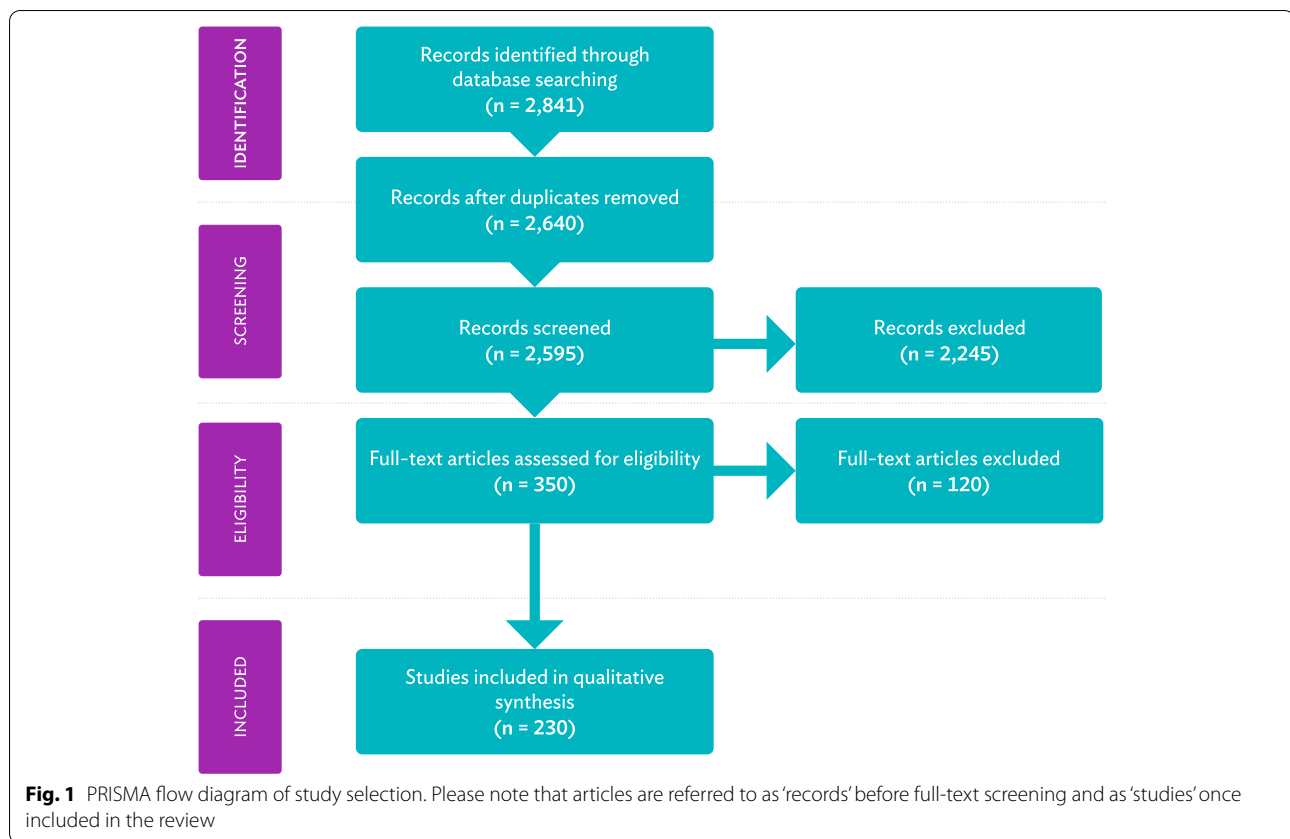 IDENTIFICATION
Records identified through
database searching
(n = 2,841)
Records after duplicates removed
(n = 2,640)
SCREENING
Records screened
(n = 2,595)
Records excluded
(n = 2,245)
ELIGIBILITY
Full-text articles assessed for eligibility
(n = 350)
Full-text articles excluded
(n = 120)
INCLUDED
Studies included in qualitative
synthesis
(n = 230)
Fig. 1 PRISMA flow diagram of study selection. Please note that articles are referred to as ‘records’ before full-text screening and as ‘studies’ once
included in the review